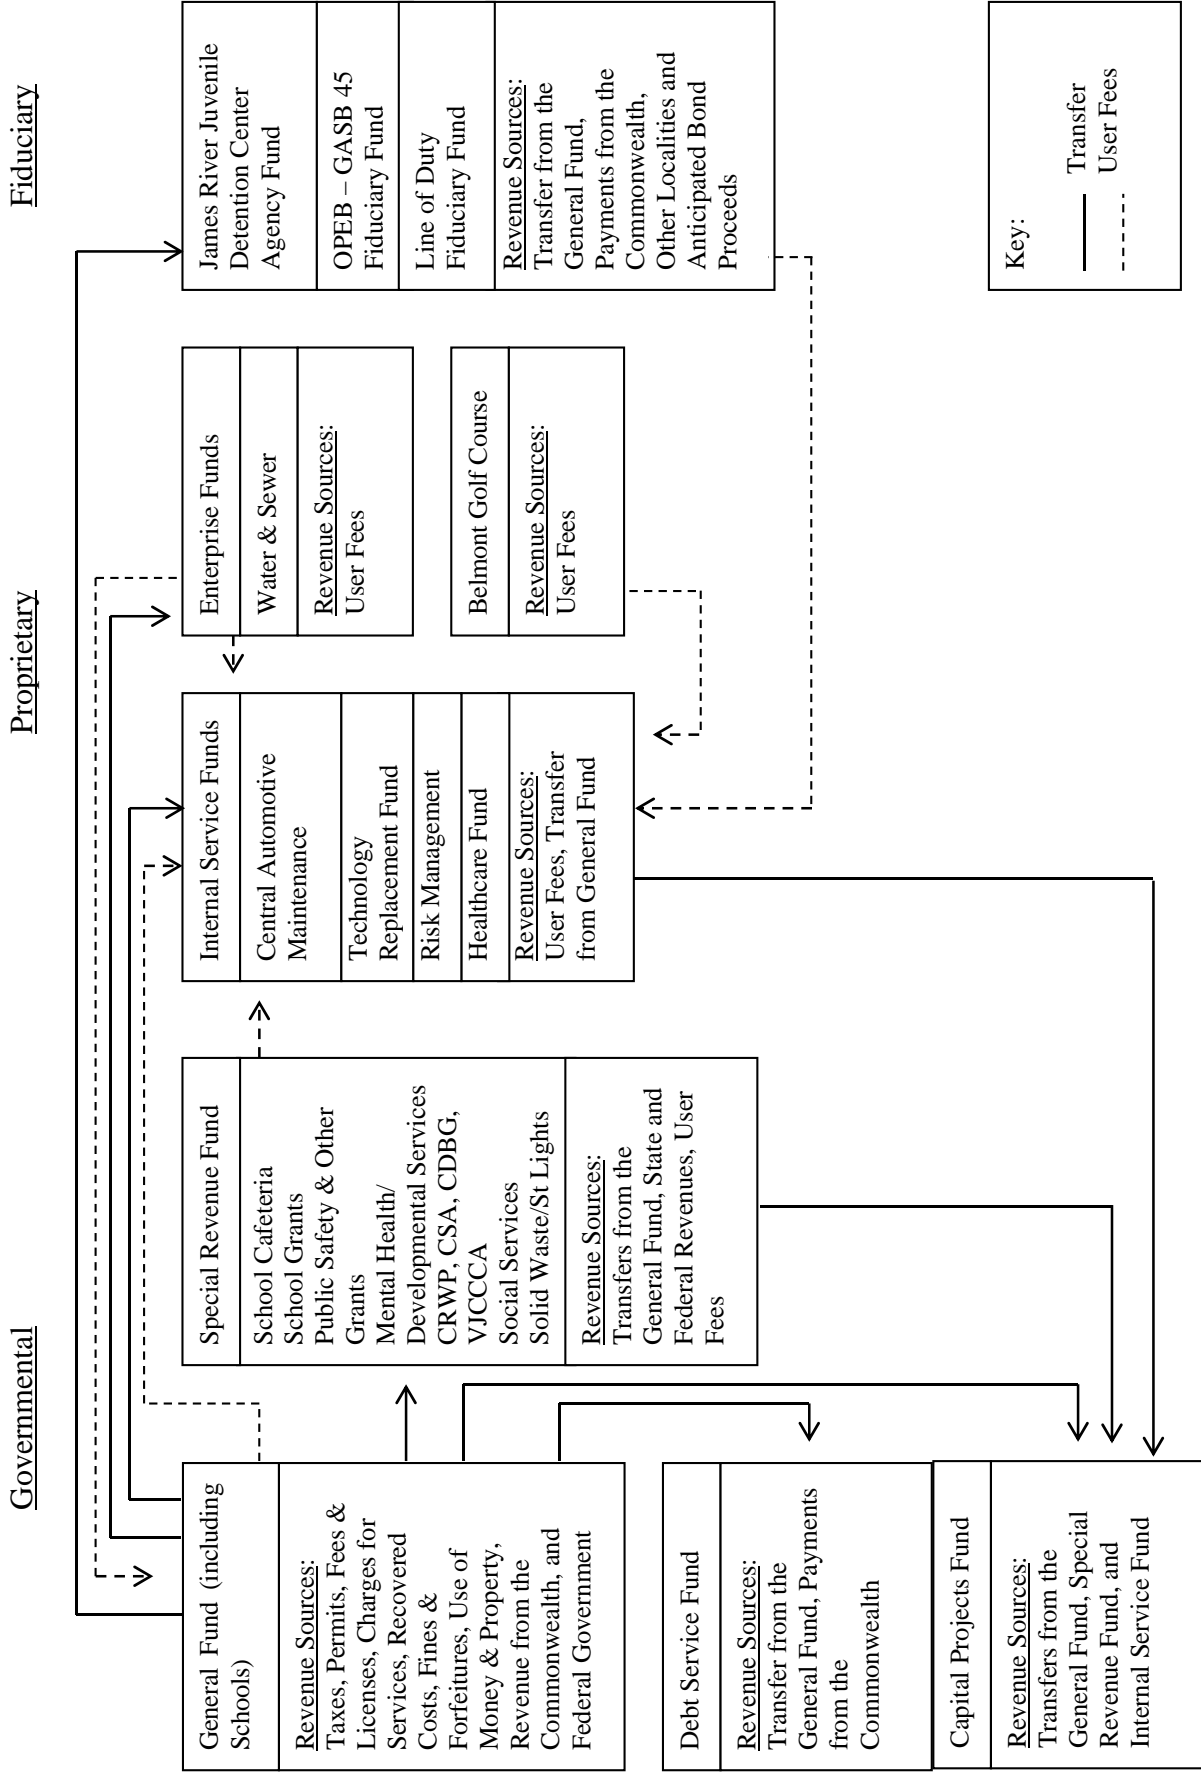 Governmental
Proprietary
Fiduciary
General Fund (including
Schools)
Revenue Sources:
Taxes, Permits, Fees &
Licenses, Charges for
Services, Recovered
Costs, Fines &
Forfeitures, Use of
Money & Property,
Revenue from the
Commonwealth, and
Federal Government
Debt Service Fund
Revenue Sources:
Transfer from the
General Fund, Payments
from the
Commonwealth
Capital Projects Fund
Revenue Sources:
Transfers from the
General Fund, Special
Revenue Fund, and
Internal Service Fund
Special Revenue Fund
School Cafeteria
School Grants
Public Safety & Other
Grants
Mental Health/
Developmental Services
CRWP, CSA, CDBG,
VJCCCA
Social Services
Solid Waste/St Lights
Revenue Sources:
Transfers from the
General Fund, State and
Federal Revenues, User
Fees
Internal Service Funds
Central Automotive
Maintenance
Technology
Replacement Fund
Risk Management
Healthcare Fund
Revenue Sources:
User Fees, Transfer
from General Fund
Enterprise Funds
Water & Sewer
Revenue Sources:
User Fees
Belmont Golf Course
Revenue Sources:
User Fees
James River Juvenile
Detention Center
Agency Fund
OPEB – GASB 45
Fiduciary Fund
Line of Duty
Fiduciary Fund
Revenue Sources:
Transfer from the
General Fund,
Payments from the
Commonwealth,
Other Localities and
Anticipated Bond
Proceeds
Key:
Transfer
User Fees